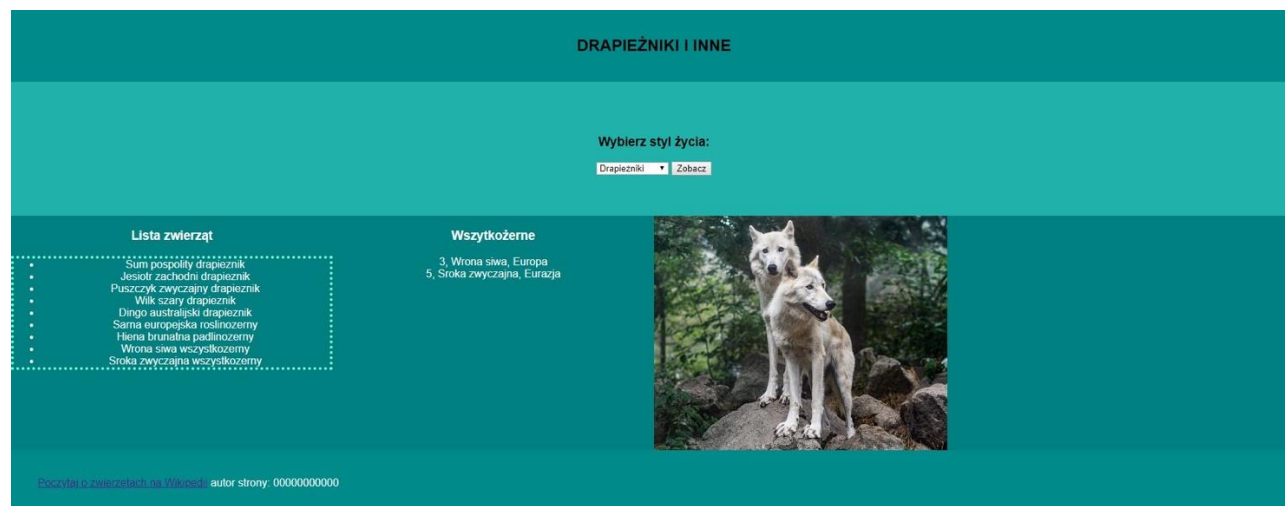 DRAPIEŻNIKI I INNE
Wybierz styl życia:
Drapieżniki Zobacz
Lista zwierząt
Sum pospolity drapieznik
Jesiotr zachodni drapieznik
Puszczyk zwyczajny drapieznik
Wilk szary drapieznik
Dingo australijski drapieznik
Sarna europejska roslinozerny
Hiena brunatna padlinozerny
Wrona siwa wszystkozerny
Sroka zwyczajna wszystkozerny
Wszytkożerne
3, Wrona siwa, Europa
5, Sroka zwyczajna, Eurazja
Poczytaj o zwierzętach na Wikipedii autor strony: 00000000000